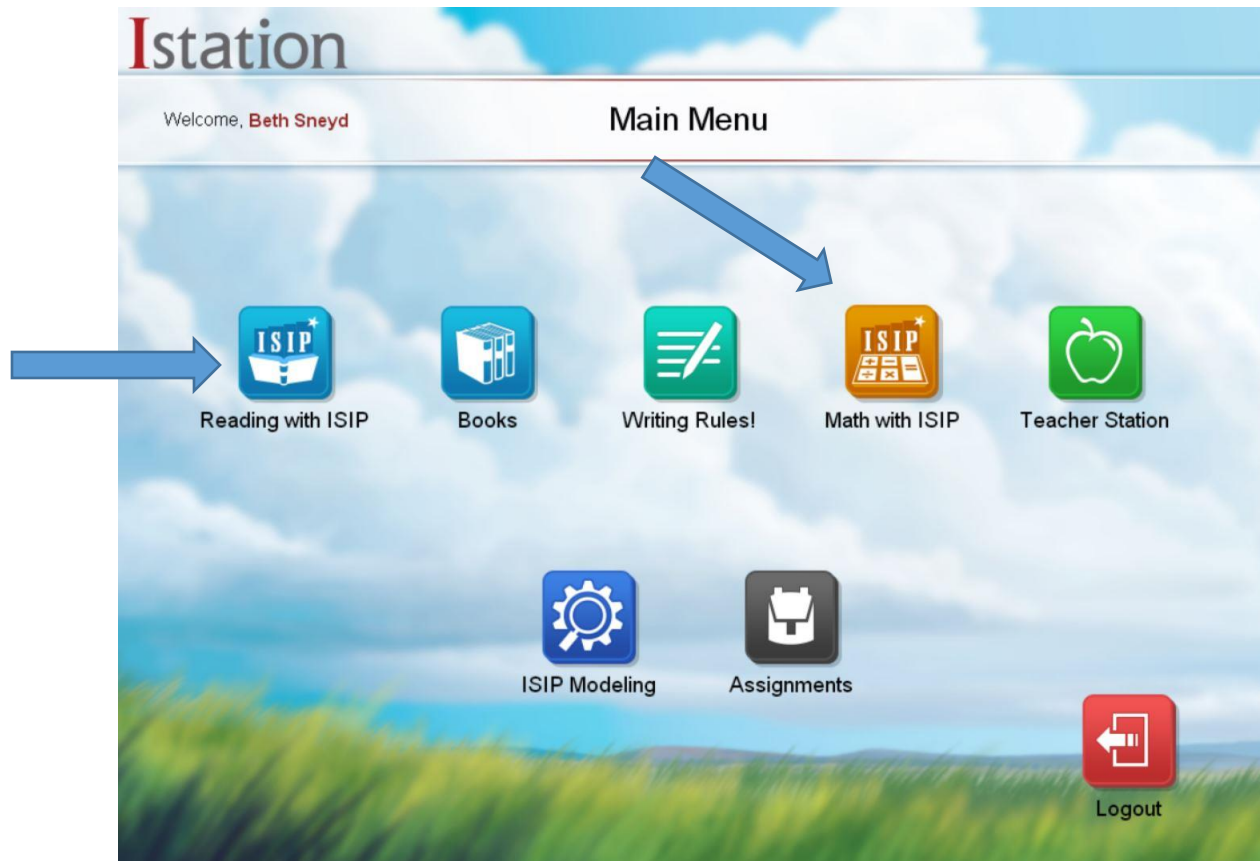 Istation
Welcome, Beth Sneyd
Main Menu
ISIP
ISIP
Reading with ISIP
Books
Writing Rules!
Math with ISIP
Teacher Station
ISIP Modeling
Assignments
Logout